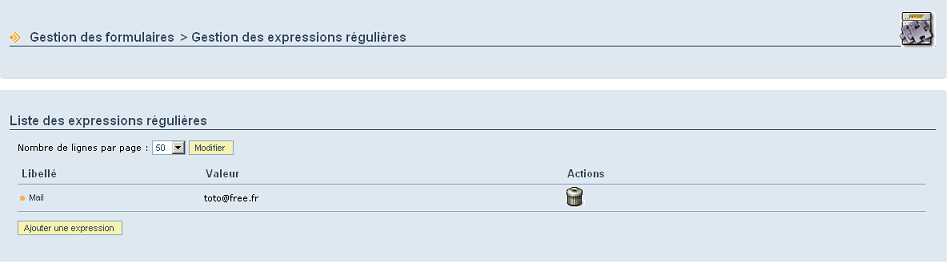 Gestion des formulaires > Gestion des expressions régulières
Liste des expressions régulières
Nombre de lignes par page : 50 Modifier
Libellé Valeur Actions
Mail toto@free.fr
Ajouter une expression